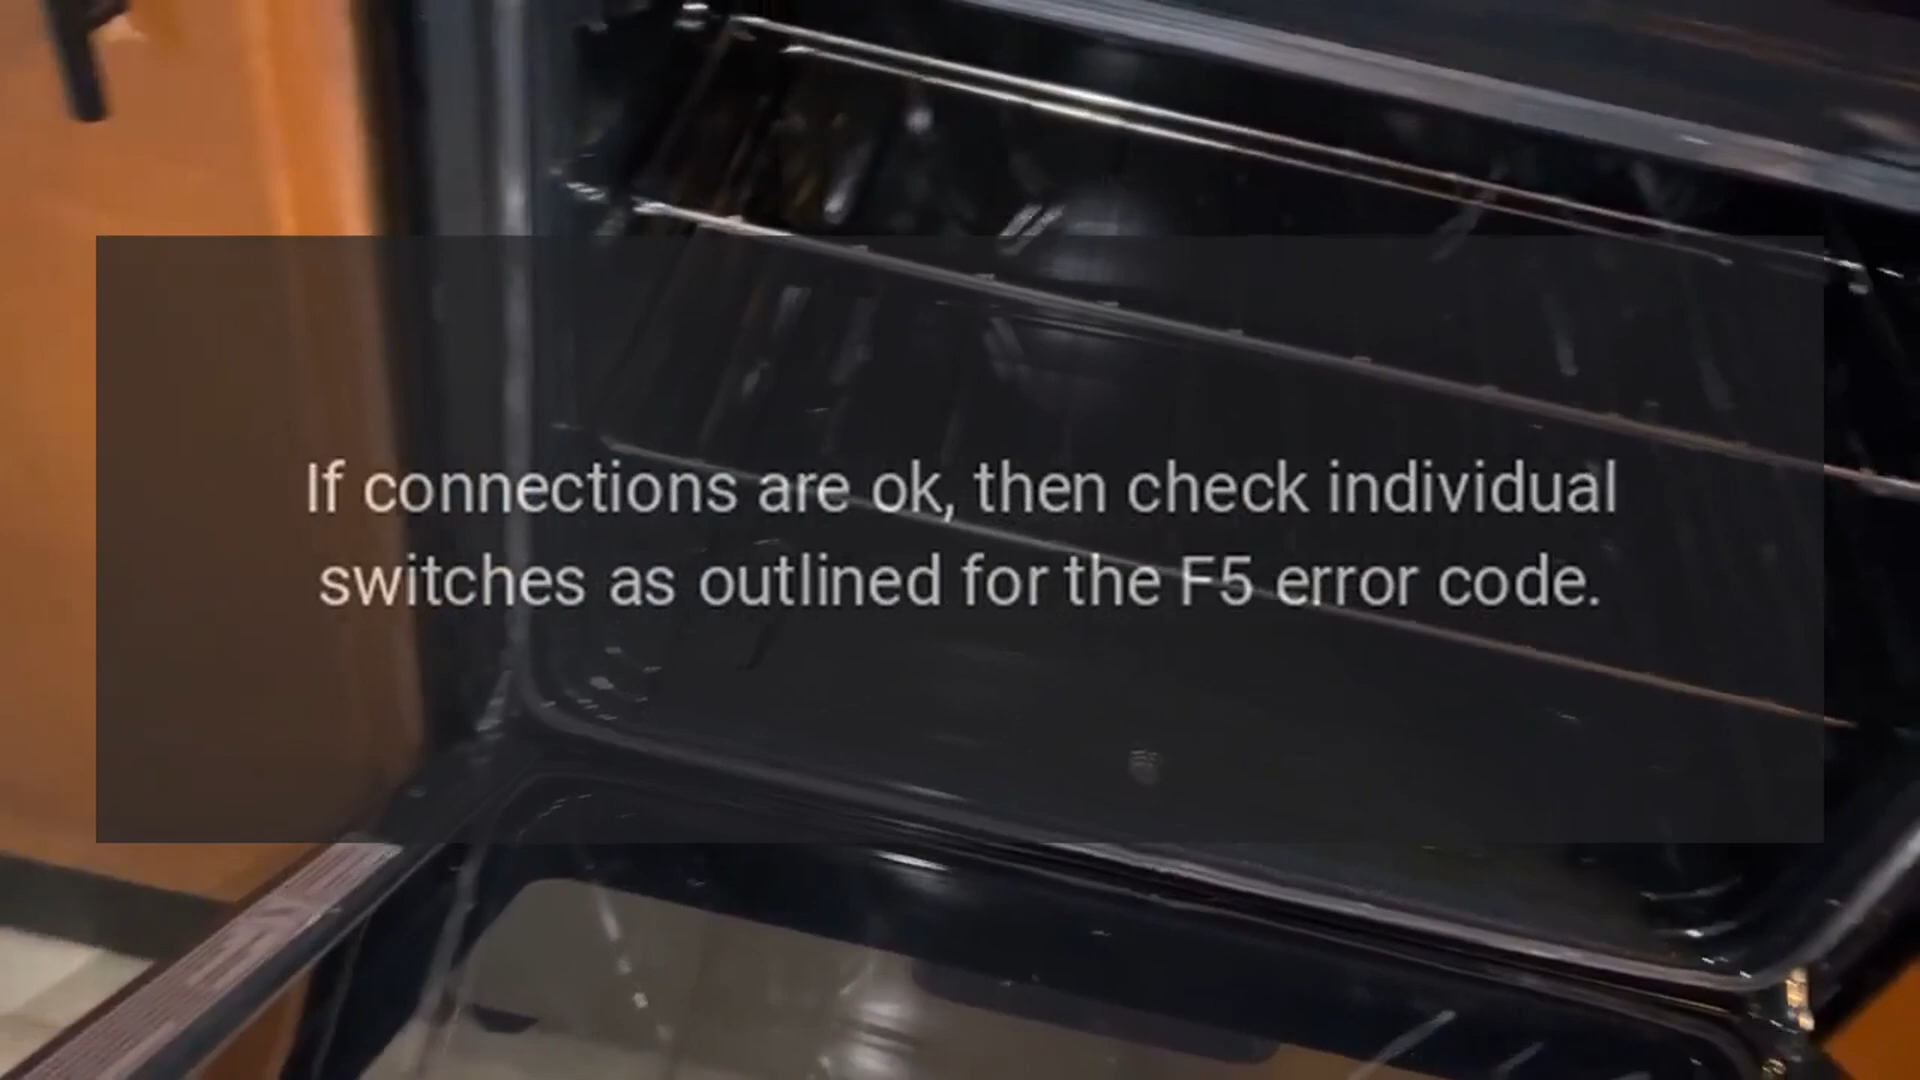 If connections are ok, then check individual
switches as outlined for the F5 error code.